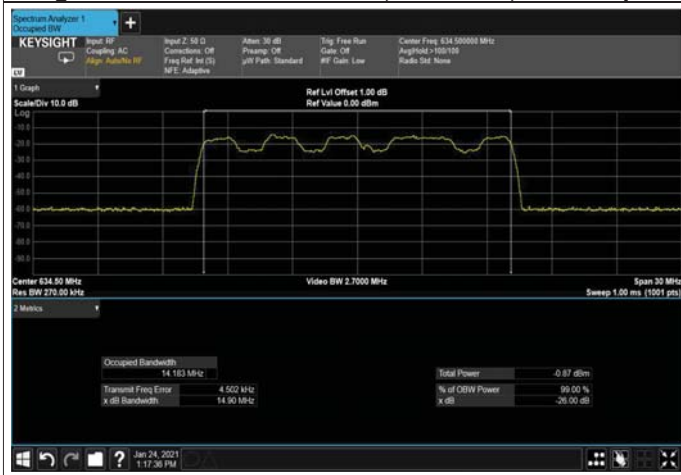 Spectrum Analyzer 1
Occupied BW
+
KEYSIGHT
Input: RF
Coupling: AC
Align: Auto/No RF
Input Z: 50 Ω
Corrections: Off
Freq Ref: Int (S)
NFE: Adaptive
Atten: 30 dB
Preamp: Off
µW Path: Standard
Trig: Free Run
Gate: Off
#IF Gain: Low
Center Freq: 634.500000 MHz
Avg|Hold:>100/100
Radio Std: None
1 Graph
Ref Lvl Offset 1.00 dB
Scale/Div 10.0 dB
Ref Value 0.00 dBm
Log
-10.0
-20.0
-30.0
-40.0
-50.0
-60.0
-70.0
-80.0
-90.0
Center 634.50 MHz
Video BW 2.7000 MHz
Span 30 MHz
Res BW 270.00 kHz
Sweep 1.00 ms (1001 pts)
2 Metrics
Occupied Bandwidth
14.183 MHz
Total Power -0.87 dBm
Transmit Freq Error 4.502 kHz
% of OBW Power 99.00 %
x dB Bandwidth 14.90 MHz
x dB -26.00 dB
?
Jan 24, 2021
1:17:36 PM